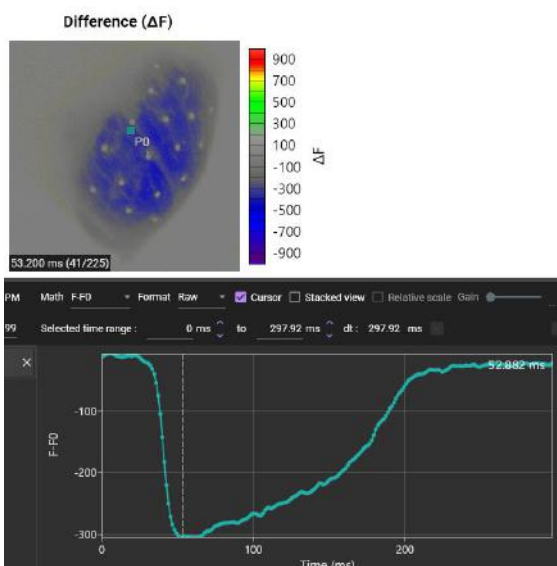 Difference (ΔF)
900
700
500
300
100
-100
-300
-500
-700
-900
ΔF
P0
53.200 ms (41/225)
PM Math F-F0 Format Raw Cursor Stacked view Relative scale Gain
99 Selected time range : 0 ms to 297.92 ms dt : 297.92 ms
52.882 ms
F-F0
-100
-200
-300
0 100 200
Time (ms)